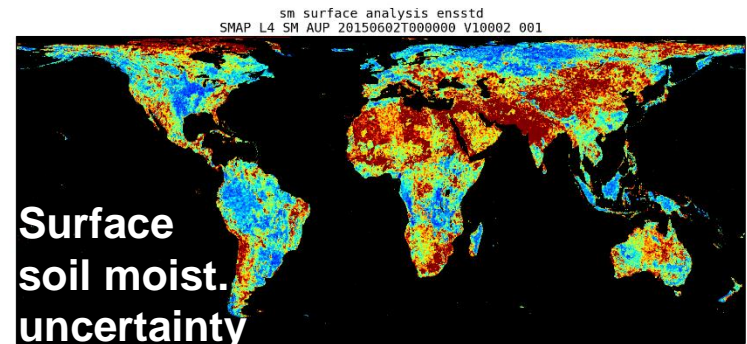 sm surface analysis ensstd
SMAP L4 SM AUP 20150602T000000 V10002 001
Surface
soil moist.
uncertainty